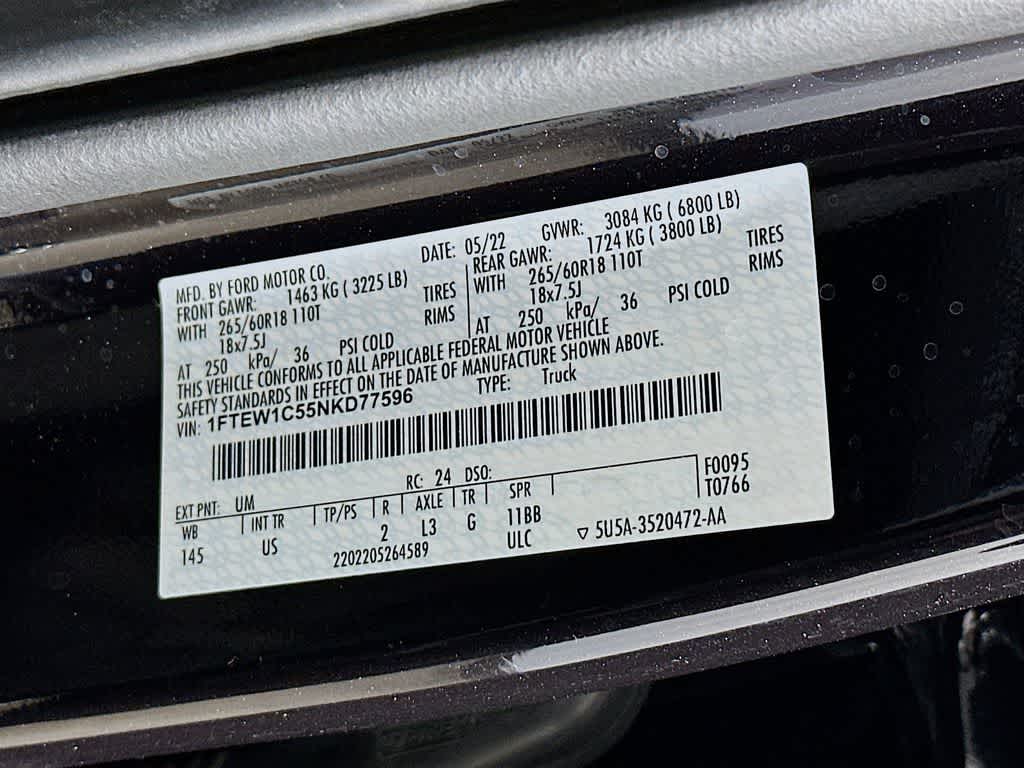 MFD. BY FORD MOTOR CO.
DATE: 05/22 GVWR: 3084 KG ( 6800 LB)
FRONT GAWR: 1463 KG ( 3225 LB)
WITH 265/60R18 110T TIRES
18x7.5J RIMS
AT 250 kPa/ 36 PSI COLD
REAR GAWR: 1724 KG ( 3800 LB)
WITH 265/60R18 110T TIRES
18x7.5J RIMS
AT 250 kPa/ 36 PSI COLD
THIS VEHICLE CONFORMS TO ALL APPLICABLE FEDERAL MOTOR VEHICLE
SAFETY STANDARDS IN EFFECT ON THE DATE OF MANUFACTURE SHOWN ABOVE.
VIN: 1FTEW1C55NKD77596 TYPE: Truck
EXT PNT: UM RC: 24 DSO:
WB INT TR TP/PS R AXLE TR SPR
145 US 2 L3 G 11BB
2202205264589 ULC
F0095
T0766
▽ 5U5A-3520472-AA